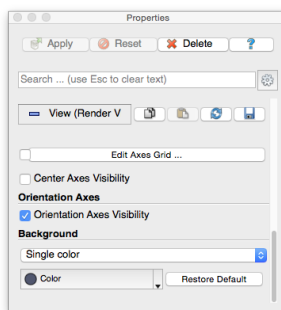 Properties
Apply Reset Delete ?
Search ... (use Esc to clear text)
View (Render V
Edit Axes Grid ...
Center Axes Visibility
Orientation Axes
Orientation Axes Visibility
Background
Single color
Color Restore Default